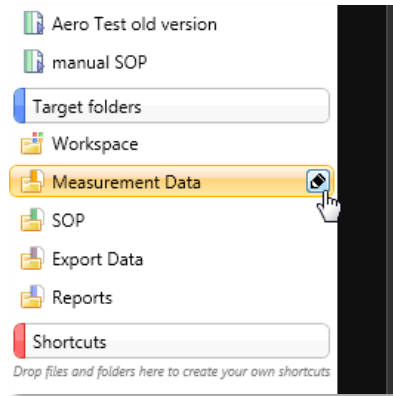 Aero Test old version
manual SOP
Target folders
Workspace
Measurement Data
SOP
Export Data
Reports
Shortcuts
Drop files and folders here to create your own shortcuts